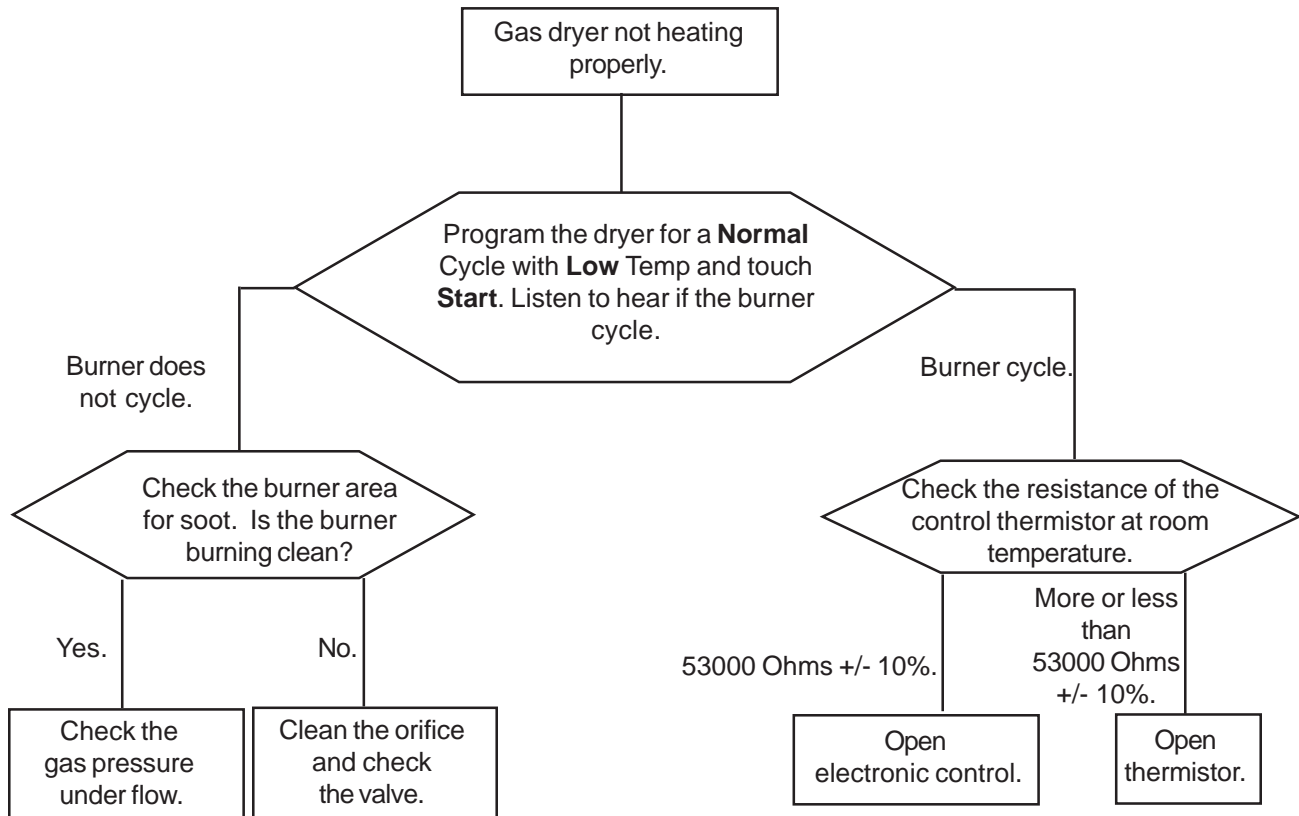 Gas dryer not heating
properly.
Program the dryer for a Normal
Cycle with Low Temp and touch
Start. Listen to hear if the burner
cycle.
Burner does
not cycle.
Burner cycle.
Check the burner area
for soot. Is the burner
burning clean?
Check the resistance of the
control thermistor at room
temperature.
Yes.
No.
53000 Ohms +/- 10%.
More or less
than
53000 Ohms
+/- 10%.
Check the
gas pressure
under flow.
Clean the orifice
and check
the valve.
Open
electronic control.
Open
thermistor.